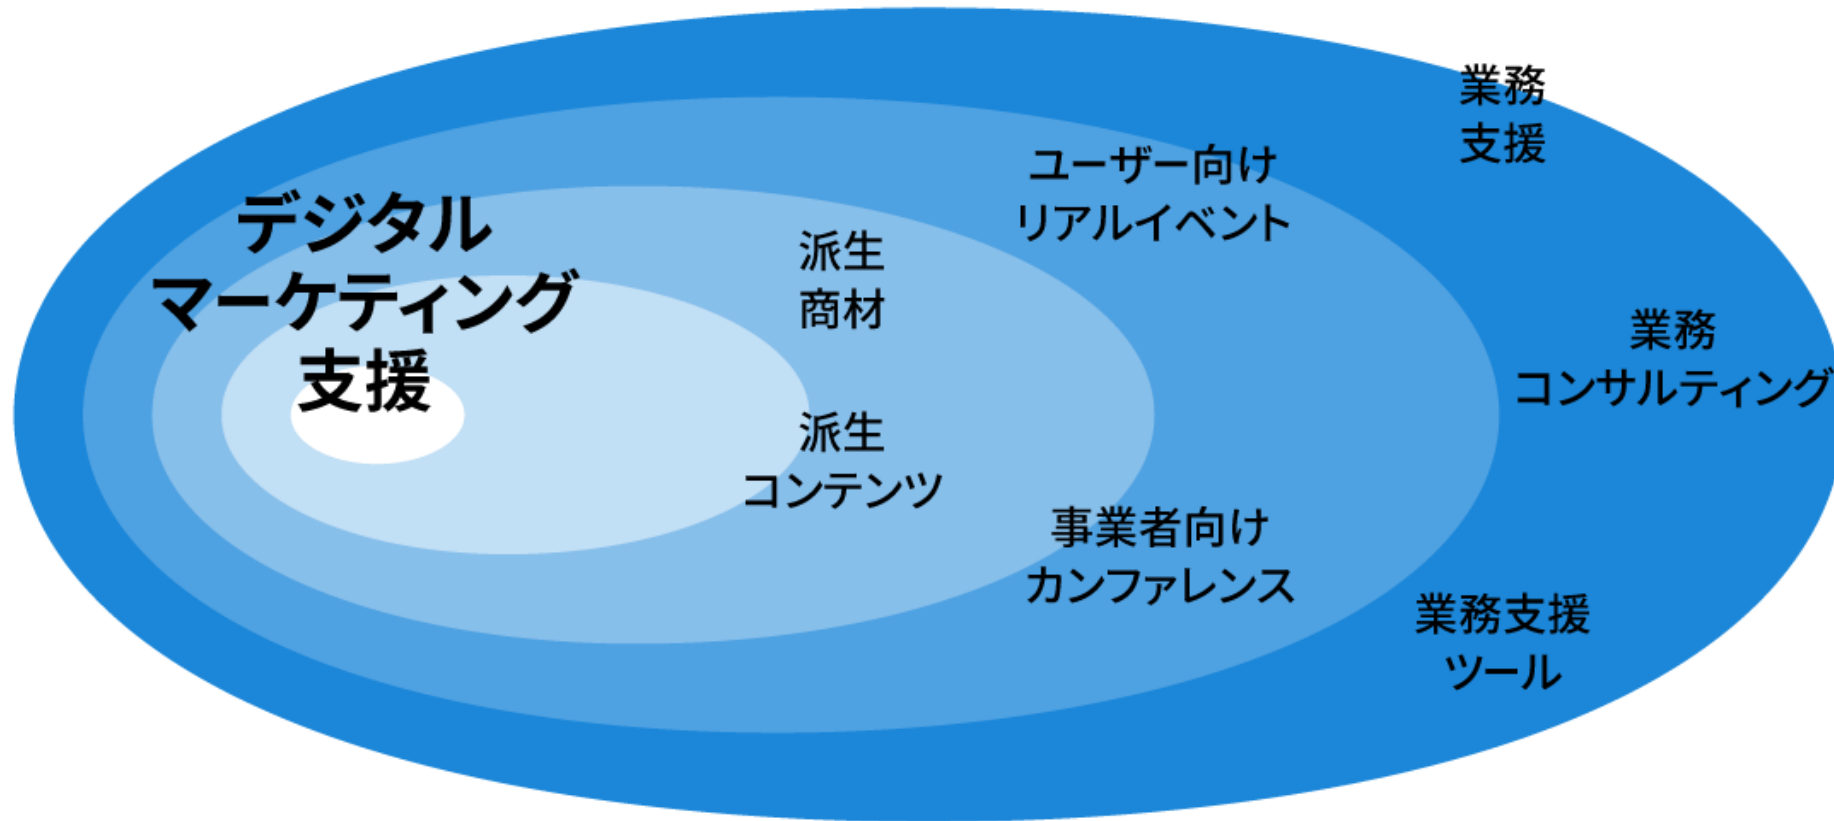 デジタル
マーケティング
支援
派生
商材
派生
コンテンツ
ユーザー向け
リアルイベント
事業者向け
カンファレンス
業務
支援
業務
コンサルティング
業務支援
ツール